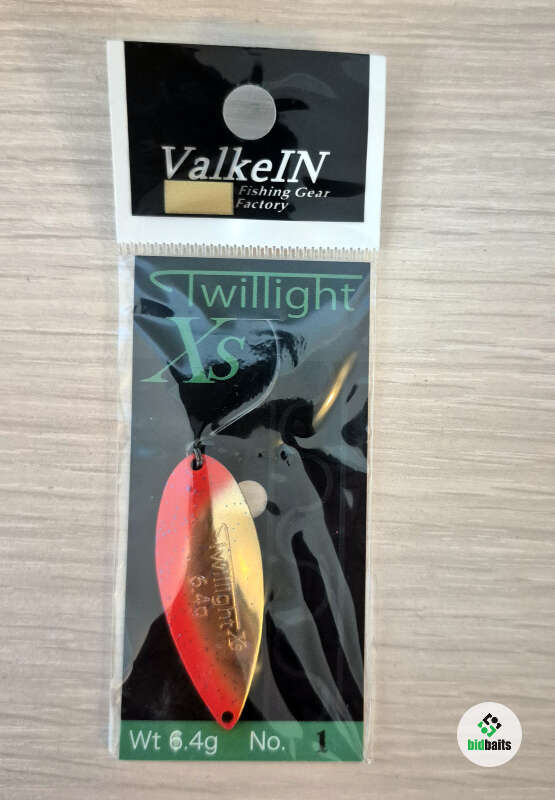 ValkeIN
Fishing Gear
Factory
Twillight
Xs
Twillight Xs
6.4g
Wt 6.4g No. 1
bidbaits